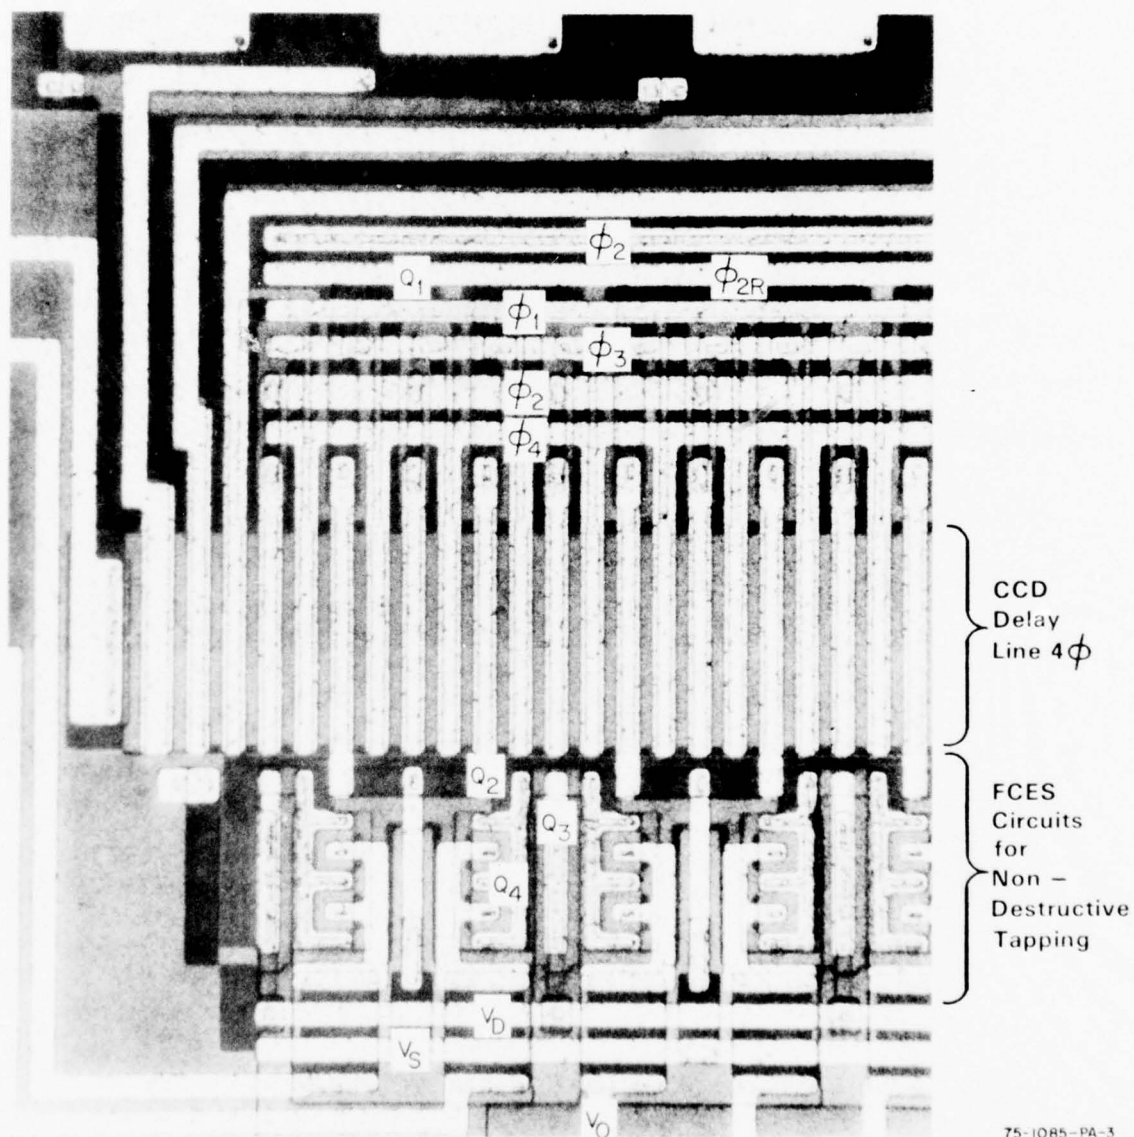 ϕ2
Q1
ϕ2R
ϕ1
ϕ3
ϕ2
ϕ4
CCD
Delay
Line 4ϕ
Q2
FCES
Circuits
for
Non –
Destructive
Tapping
Q3
Q4
VD
VS
VO
75-1085-PA-3